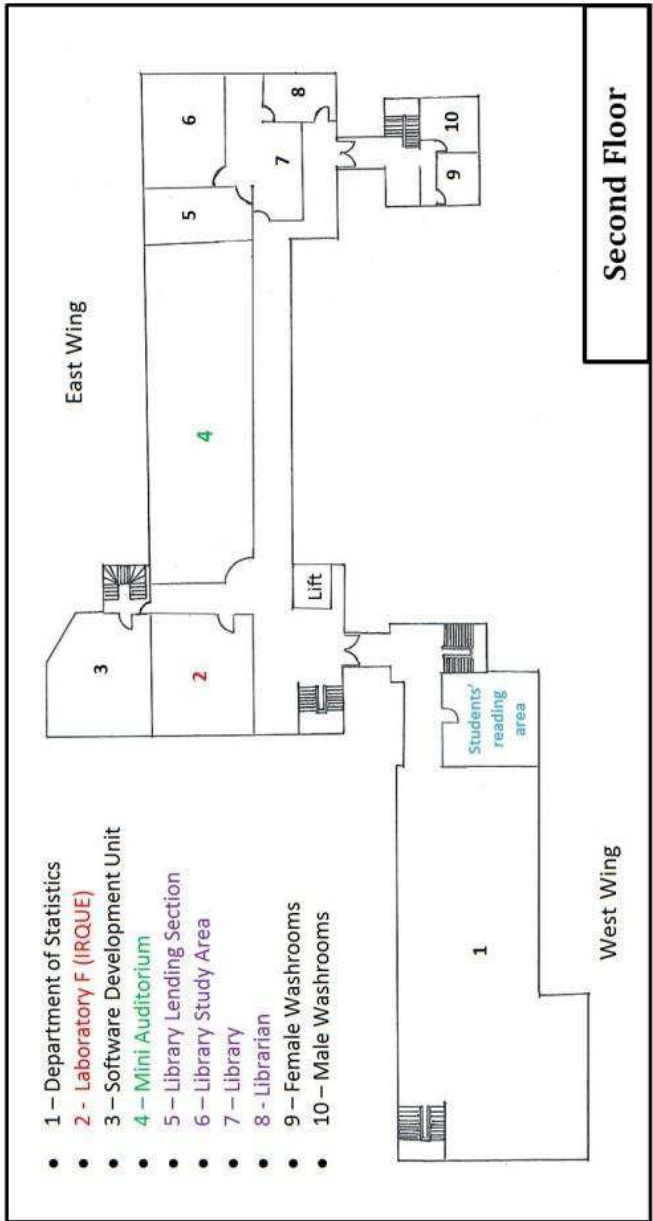 1 – Department of Statistics
2 - Laboratory F (IRQUE)
3 – Software Development Unit
4 – Mini Auditorium
5 – Library Lending Section
6 – Library Study Area
7 – Library
8 - Librarian
9 – Female Washrooms
10 – Male Washrooms
East Wing
3
2
4
5
6
7
8
Lift
9
10
Students'
reading
area
1
West Wing
Second Floor